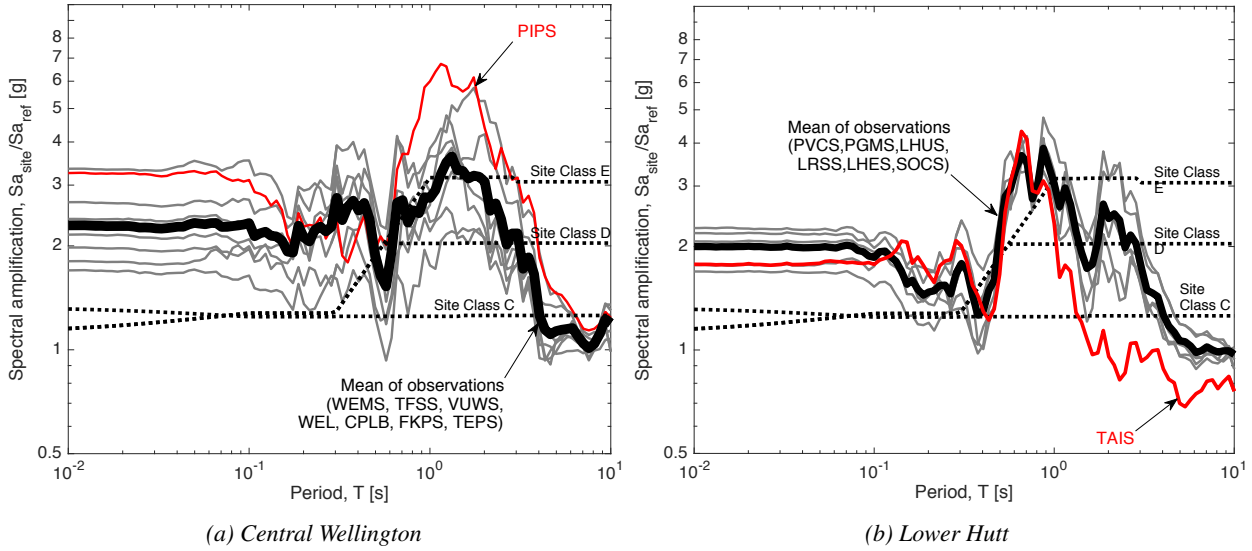 PIPS
8
7
6
5
4
3
2
1
0.5
Spectral amplification, Sa_site/Sa_ref [g]
Site Class E
Site Class D
Site Class C
Mean of observations
(WEMS, TFSS, VUWS,
WEL, CPLB, FKPS, TEPS)
10^-2
10^-1
10^0
10^1
Period, T [s]
(a) Central Wellington
8
7
6
5
4
3
2
1
0.5
Spectral amplification, Sa_site/Sa_ref [g]
Mean of observations
(PVCS,PGMS,LHUS,
LRSS,LHES,SOCS)
Site Class
E
Site Class
D
Site
Class C
TAIS
10^-2
10^-1
10^0
10^1
Period, T [s]
(b) Lower Hutt